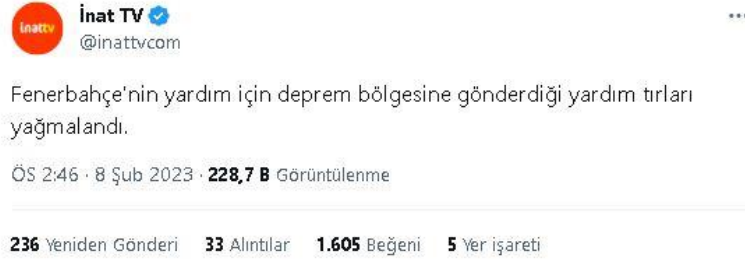 inattv
İnat TV
@inattvcom
Fenerbahçe'nin yardım için deprem bölgesine gönderdiği yardım tırları
yağmalandı.
ÖS 2:46 · 8 Şub 2023 · 228,7 B Görüntülenme
236 Yeniden Gönderi 33 Alıntılar 1.605 Beğeni 5 Yer işareti